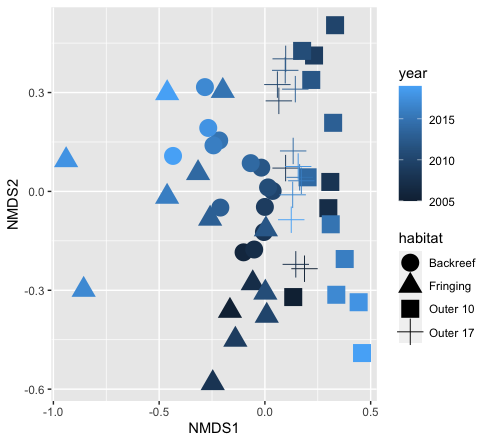 year
2015
2010
2005
habitat
Backreef
Fringing
Outer 10
Outer 17
NMDS2
0.3
0.0
-0.3
-0.6
-1.0 -0.5 0.0 0.5
NMDS1